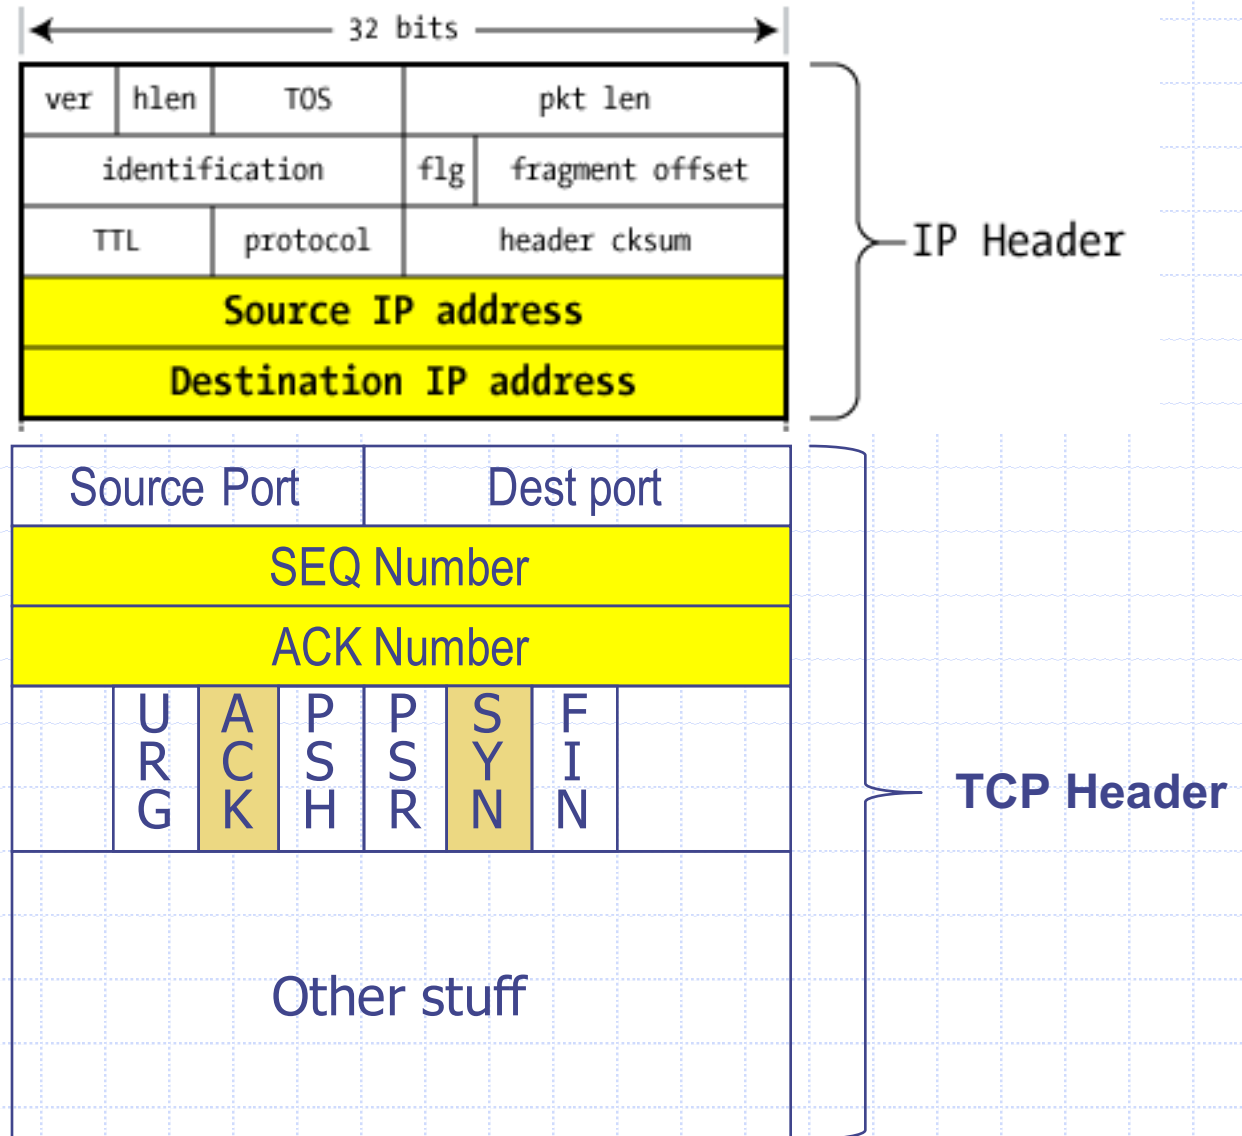 32 bits
ver hlen TOS pkt len
identification flg fragment offset
TTL protocol header cksum
IP Header
Source IP address
Destination IP address
Source Port Dest port
SEQ Number
ACK Number
URG ACK PSH PSR SYN FIN
TCP Header
Other stuff